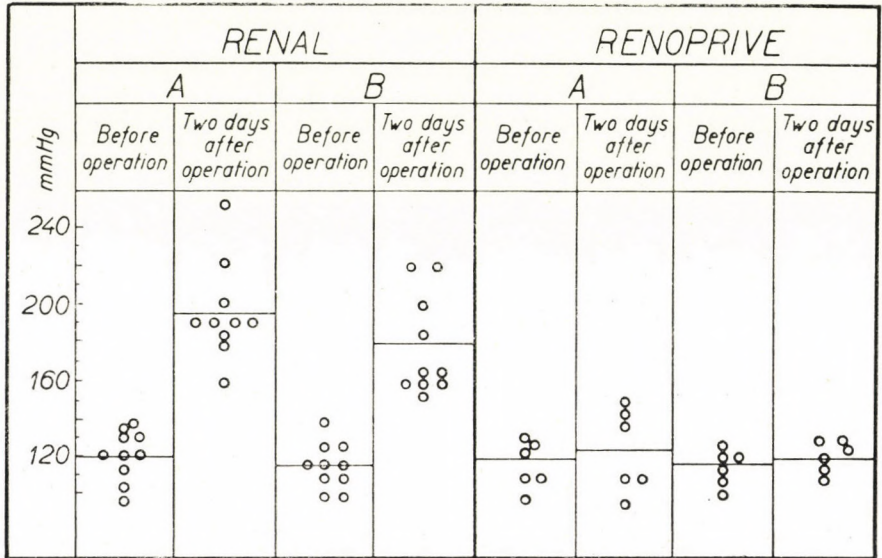 RENAL RENOPRIVE
A B A B
Before operation Two days after operation Before operation Two days after operation Before operation Two days after operation Before operation Two days after operation
mmHg
240
200
160
120